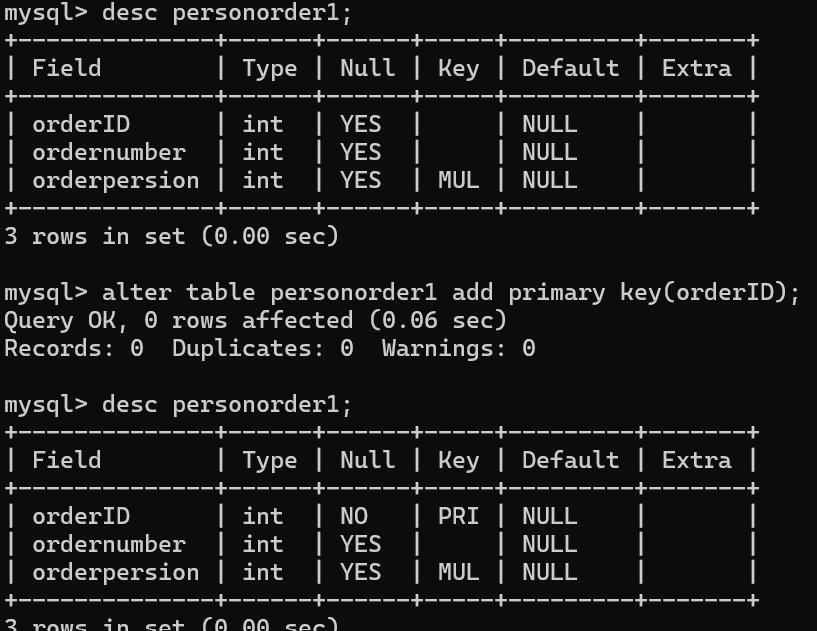 mysql> desc personorder1;
+--------------+------+------+-----+---------+-------+
| Field        | Type | Null | Key | Default | Extra |
+--------------+------+------+-----+---------+-------+
| orderID      | int  | YES  |     | NULL    |       |
| ordernumber  | int  | YES  |     | NULL    |       |
| orderpersion | int  | YES  | MUL | NULL    |       |
+--------------+------+------+-----+---------+-------+
3 rows in set (0.00 sec)
mysql> alter table personorder1 add primary key(orderID);
Query OK, 0 rows affected (0.06 sec)
Records: 0  Duplicates: 0  Warnings: 0
mysql> desc personorder1;
+--------------+------+------+-----+---------+-------+
| Field        | Type | Null | Key | Default | Extra |
+--------------+------+------+-----+---------+-------+
| orderID      | int  | NO   | PRI | NULL    |       |
| ordernumber  | int  | YES  |     | NULL    |       |
| orderpersion | int  | YES  | MUL | NULL    |       |
+--------------+------+------+-----+---------+-------+
3 rows in set (0.00 sec)